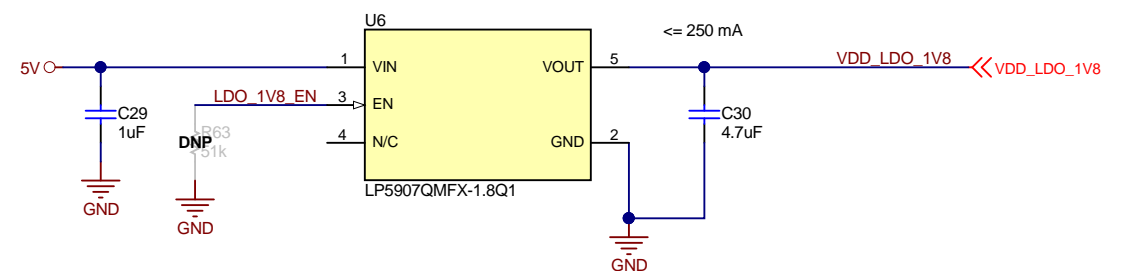 U6
<= 250 mA
5V
1
VIN
VOUT
5
VDD_LDO_1V8
VDD_LDO_1V8
C29
1uF
LDO_1V8_EN
3
EN
C30
4.7uF
R63
DNP
51k
4
N/C
GND
2
LP5907QMFX-1.8Q1
GND
GND
GND